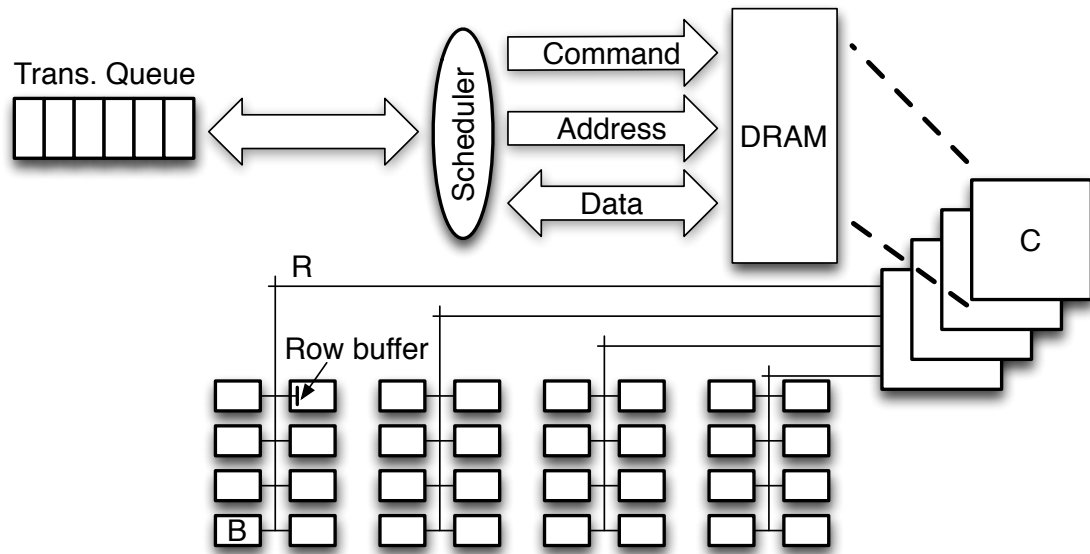 Trans. Queue
Scheduler
Command
Address
Data
DRAM
C
R
Row buffer
B